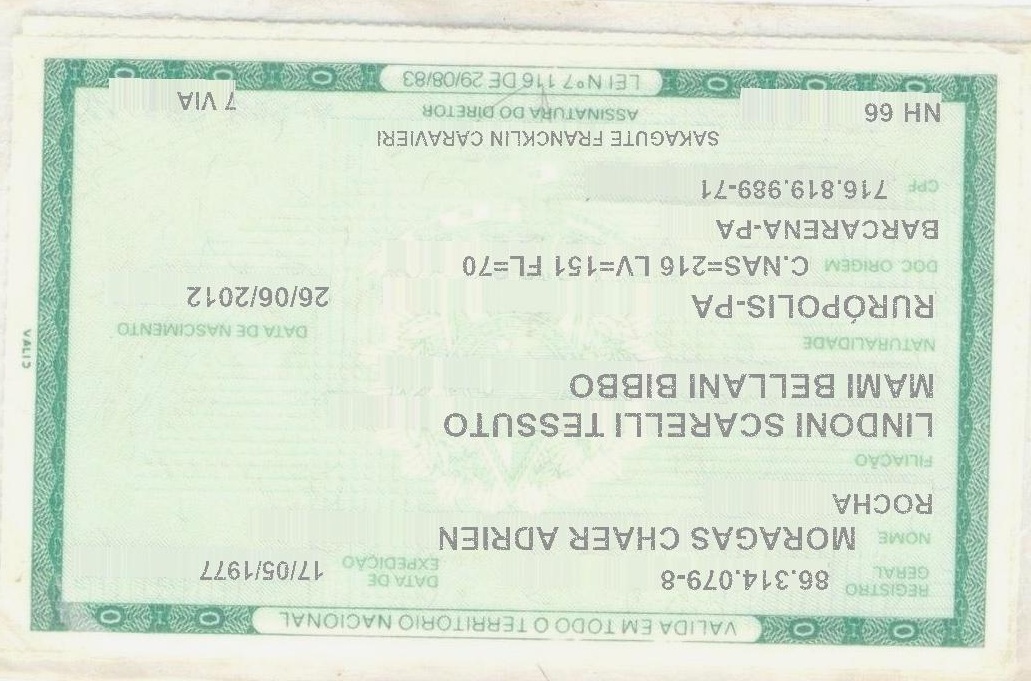 VALIDA EM TODO O TERRITÓRIO NACIONAL
REGISTRO GERAL 86.314.079-8 DATA DE EXPEDIÇÃO 17/05/1977
NOME MORAGAS CHAER ADRIEN
ROCHA
FILIAÇÃO
LINDONI SCARELLI TESSUTO
MAMI BELLANI BIBBO
NATURALIDADE DATA DE NASCIMENTO
RURÓPOLIS-PA 26/06/2012
DOC ORIGEM C.NAS=216 LV=151 FL=70
BARCARENA-PA
CPF 716.819.989-71
SAKAGUTE FRANCKLIN CARAVIERI
NH 66 ASSINATURA DO DIRETOR 7 VIA
LEI Nº 7.116 DE 29/08/83